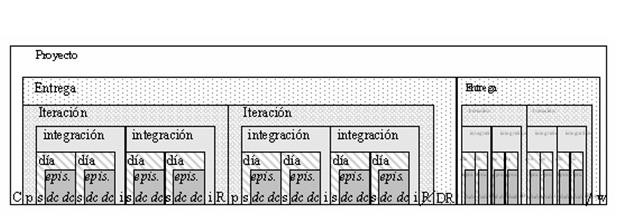 Proyecto
Entrega Entrega
Iteración Iteración
integración integración integración integración
día día día día día día día día
epis. epis. epis. epis. epis. epis. epis. epis.
C p s dc dc s dc dc s i s dc dc s dc dc s i R p s dc dc s dc dc s i s dc dc s dc dc s i R DR / w